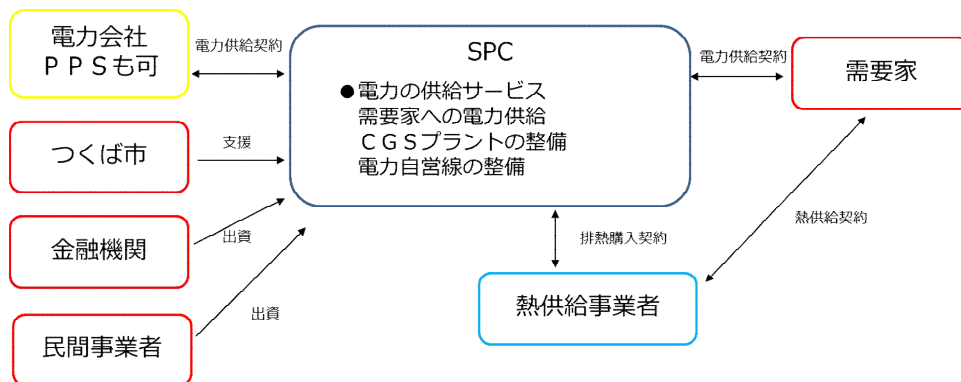 電力会社
ＰＰＳも可
電力供給契約
SPC
●電力の供給サービス
需要家への電力供給
ＣＧＳプラントの整備
電力自営線の整備
電力供給契約
需要家
つくば市
支援
金融機関
出資
民間事業者
出資
排熱購入契約
熱供給事業者
熱供給契約